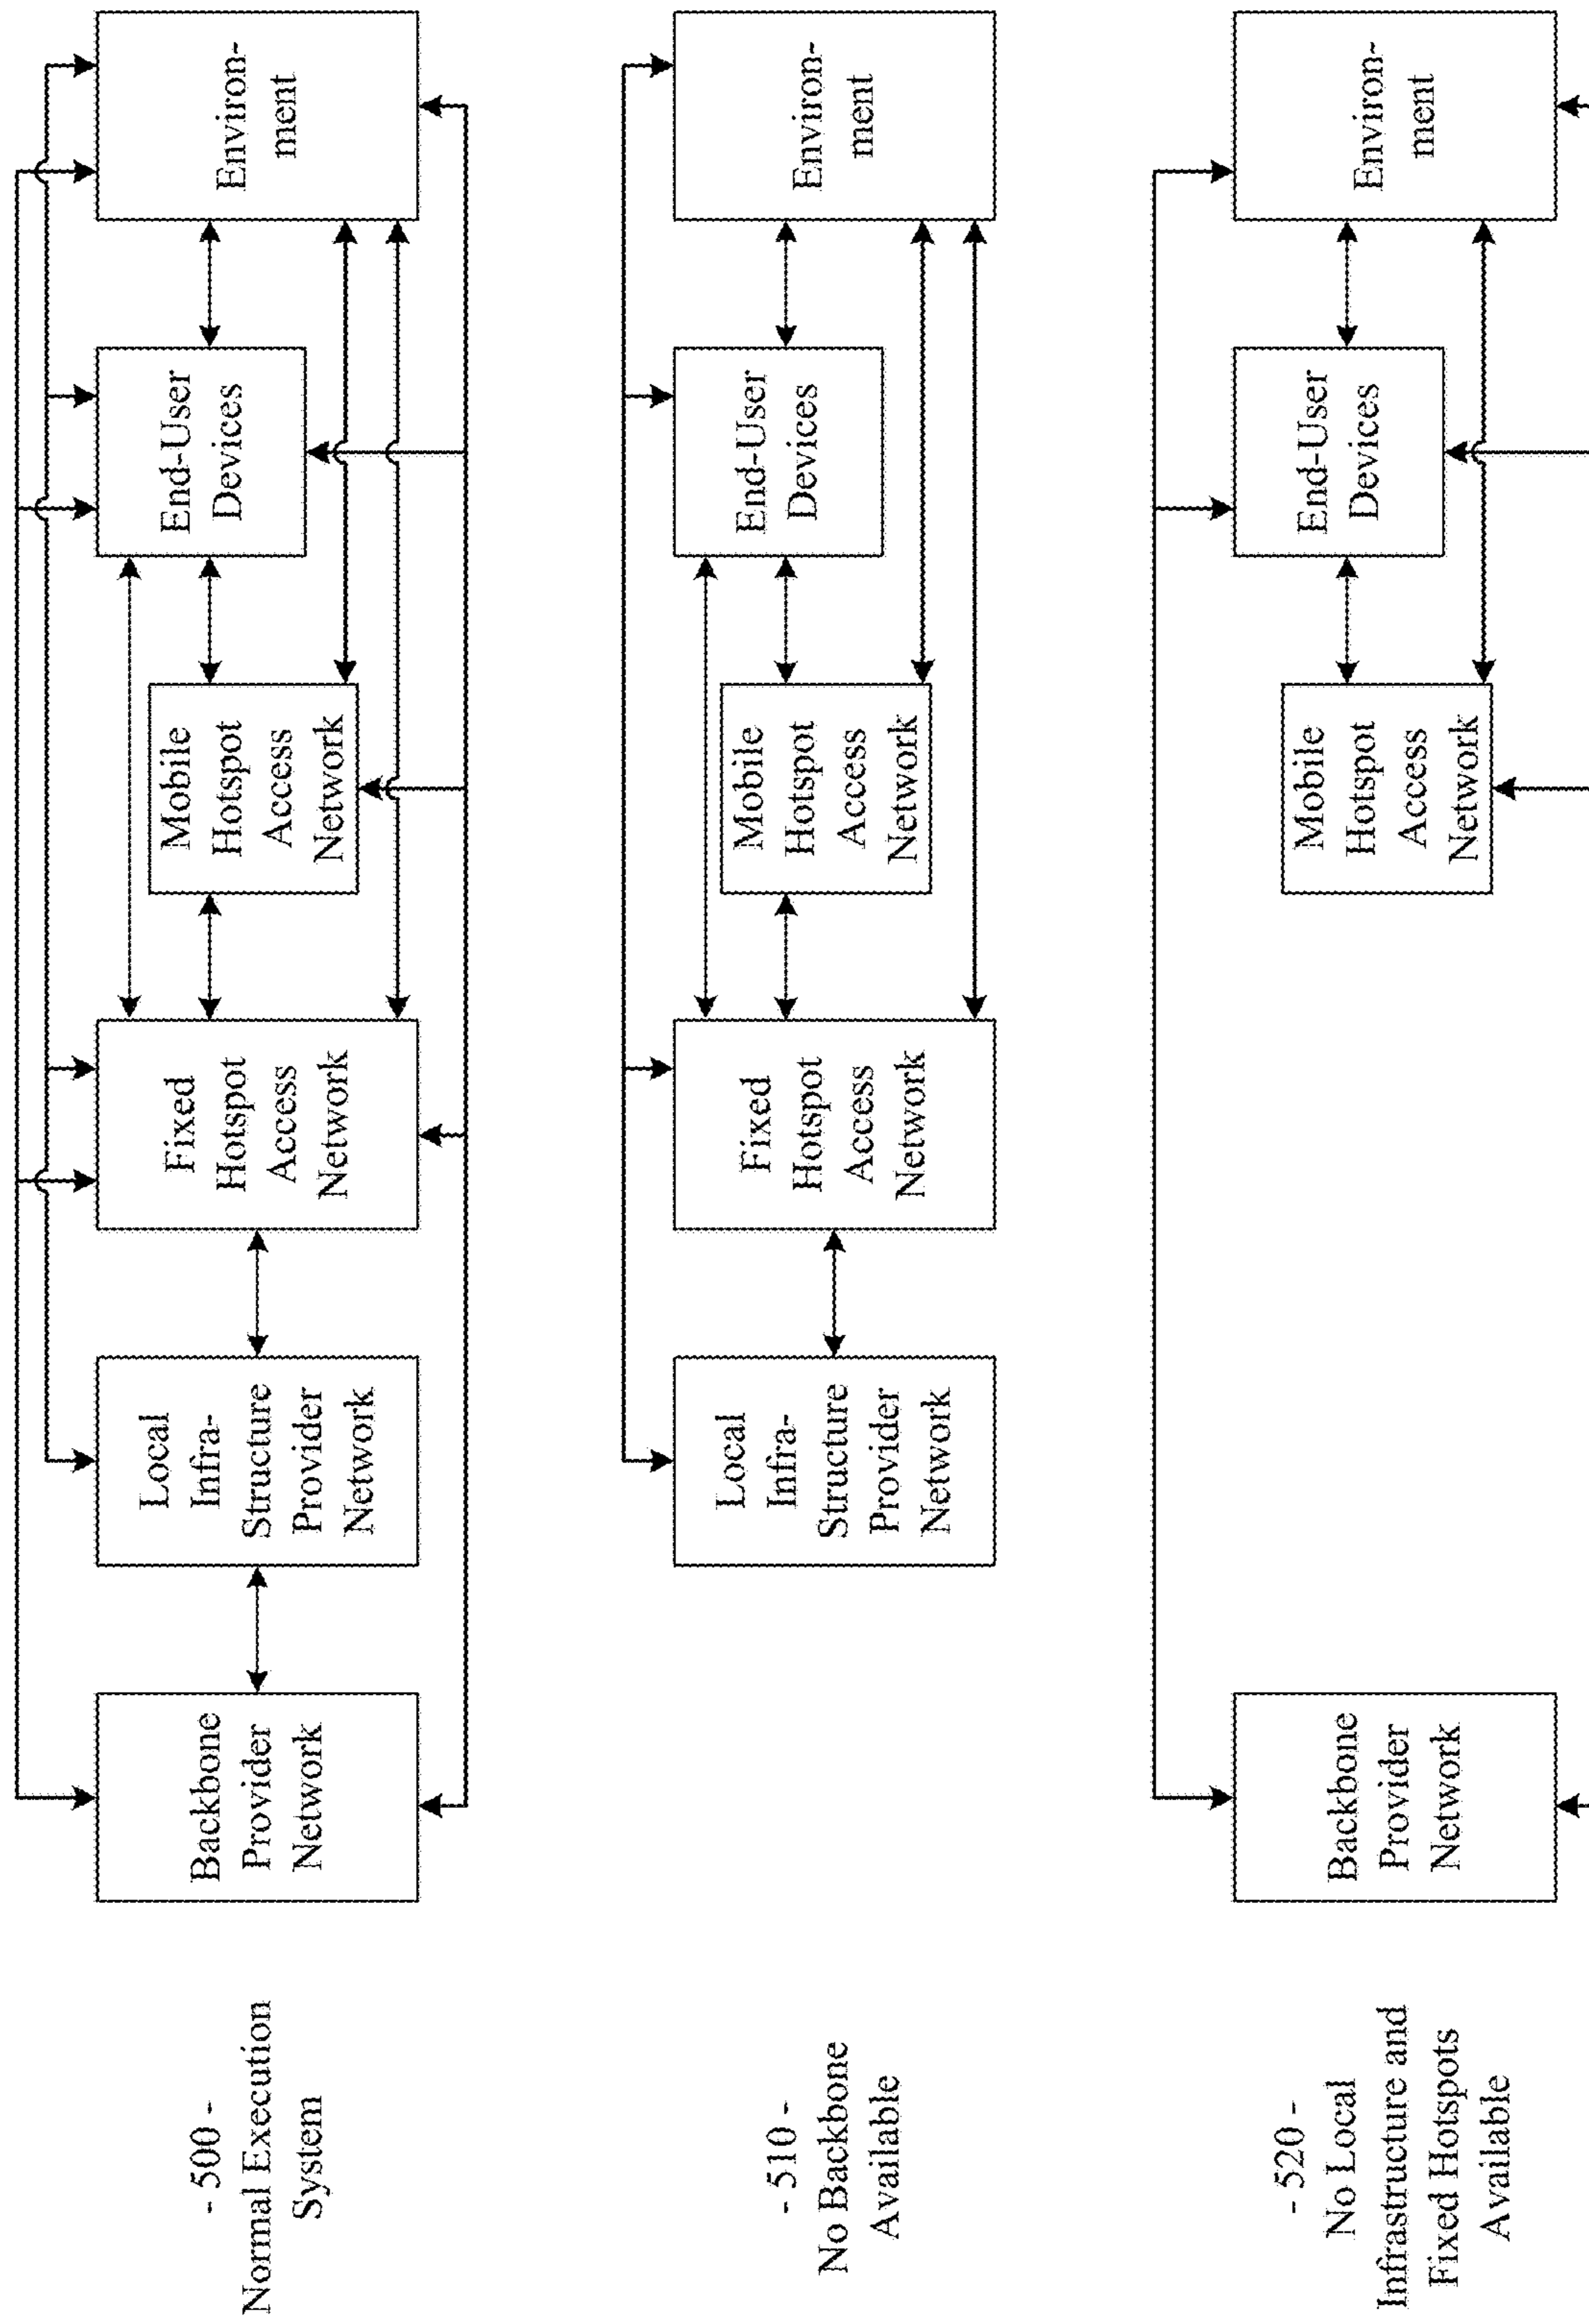 - 500 -
Normal Execution
System
Backbone
Provider
Network
Local
Infra-
Structure
Provider
Network
Fixed
Hotspot
Access
Network
Mobile
Hotspot
Access
Network
End-User
Devices
Environ-
ment
- 510 -
No Backbone
Available
Local
Infra-
Structure
Provider
Network
Fixed
Hotspot
Access
Network
Mobile
Hotspot
Access
Network
End-User
Devices
Environ-
ment
- 520 -
No Local
Infrastructure and
Fixed Hotspots
Available
Backbone
Provider
Network
Mobile
Hotspot
Access
Network
End-User
Devices
Environ-
ment